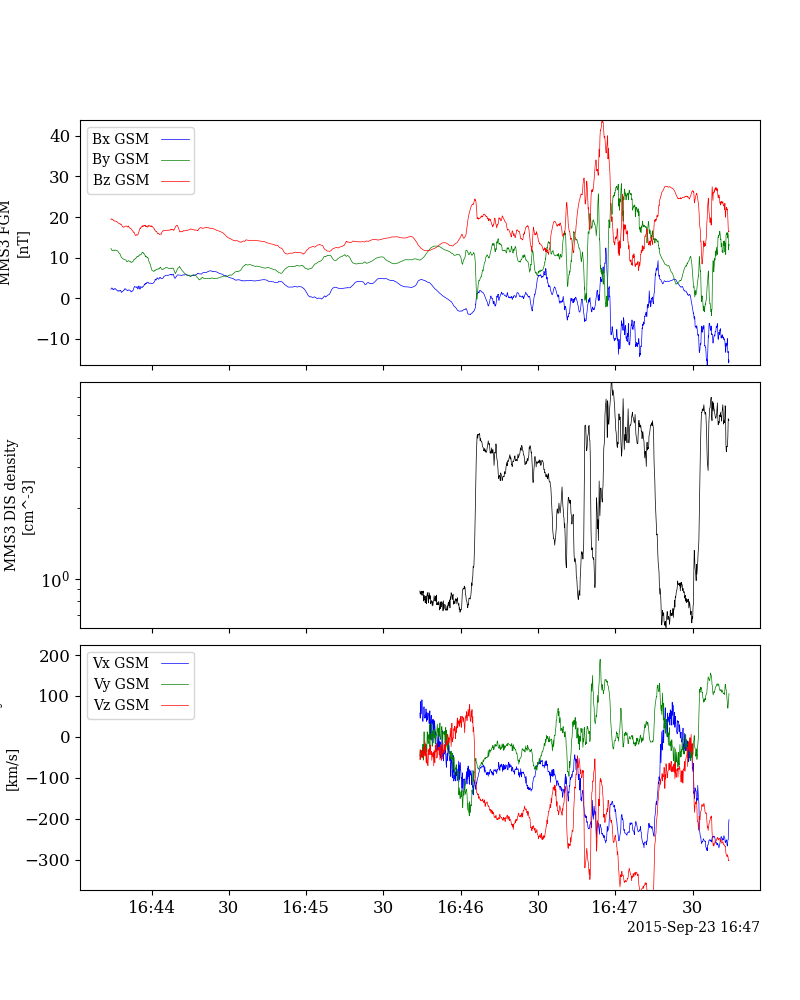 MMS3 FGM
[nT]
40
30
20
10
0
−10
Bx GSM
By GSM
Bz GSM
MMS3 DIS density
[cm^-3]
10^0
[km/s]
200
100
0
−100
−200
−300
Vx GSM
Vy GSM
Vz GSM
16:44 30 16:45 30 16:46 30 16:47 30
2015-Sep-23 16:47